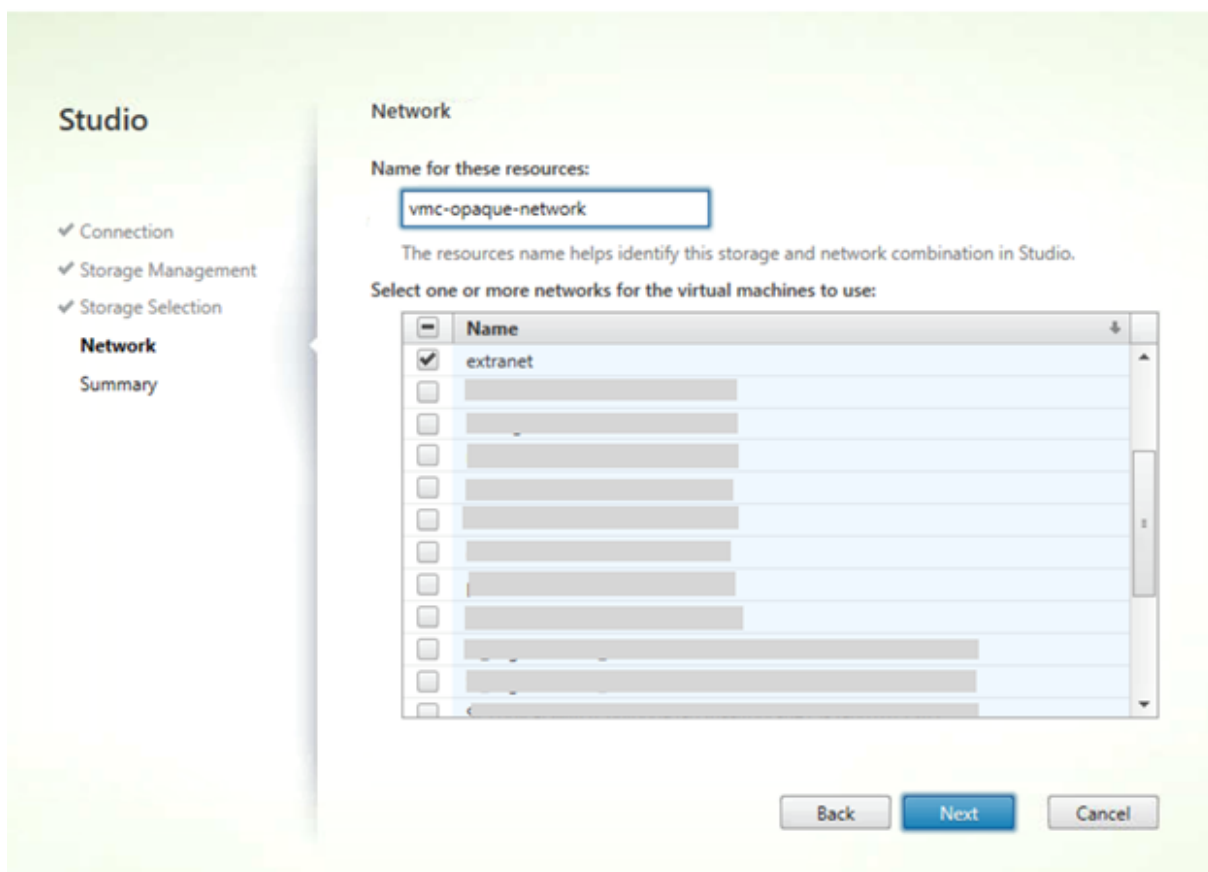 Studio
Connection
Storage Management
Storage Selection
Network
Summary
Network
Name for these resources:
vmc-opaque-network
The resources name helps identify this storage and network combination in Studio.
Select one or more networks for the virtual machines to use:
Name
extranet
Back Next Cancel